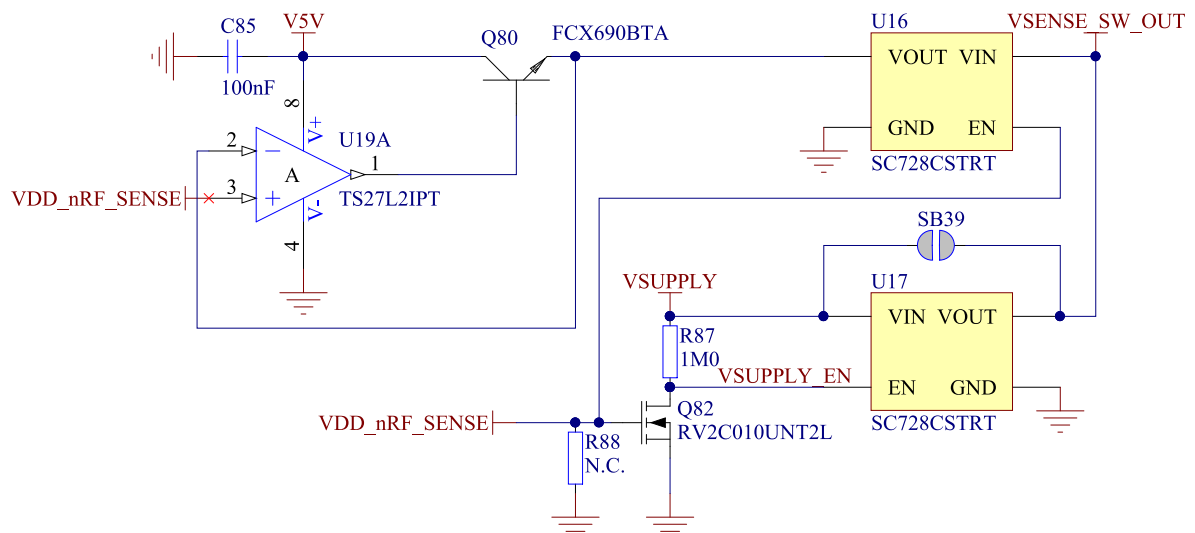 C85
V5V
100nF
Q80
FCX690BTA
8
V+
U19A
2
−
A
1
3
+
TS27L2IPT
V-
4
VDD_nRF_SENSE
U16
VSENSE_SW_OUT
VOUT VIN
GND EN
SC728CSTRT
SB39
VSUPPLY
U17
VIN VOUT
R87
1M0
VSUPPLY_EN
EN GND
SC728CSTRT
VDD_nRF_SENSE
Q82
RV2C010UNT2L
R88
N.C.